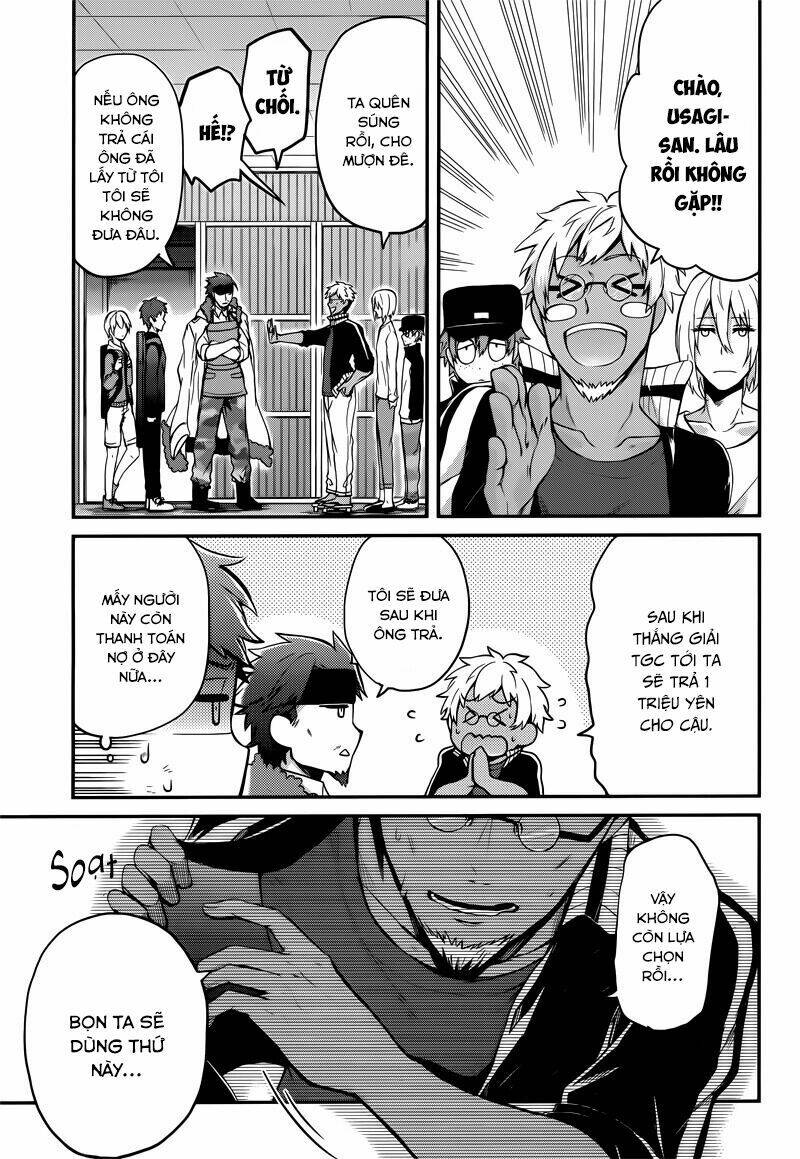 CHÀO,
USAGI-
SAN. LÂU
RỒI KHÔNG
GẶP!!
TA QUÊN
SÚNG
RỒI, CHO
MƯỢN ĐÊ.
TỪ
CHỐI.
HẾ!?
NẾU ÔNG
KHÔNG
TRẢ CÁI
ÔNG ĐÃ
LẤY TỪ TÔI
TÔI SẼ
KHÔNG
ĐƯA ĐÂU.
SAU KHI
THẮNG GIẢI
TGC TỚI TA
SẼ TRẢ 1
TRIỆU YÊN
CHO CẬU.
TÔI SẼ ĐƯA
SAU KHI
ÔNG TRẢ.
MẤY NGƯỜI
NÀY CÒN
THANH TOÁN
NỢ Ở ĐÂY
NỮA...
VẬY
KHÔNG
CÒN LỰA
CHỌN
RỒI...
SOẠT
BỌN TA SẼ
DÙNG THỨ
NÀY...